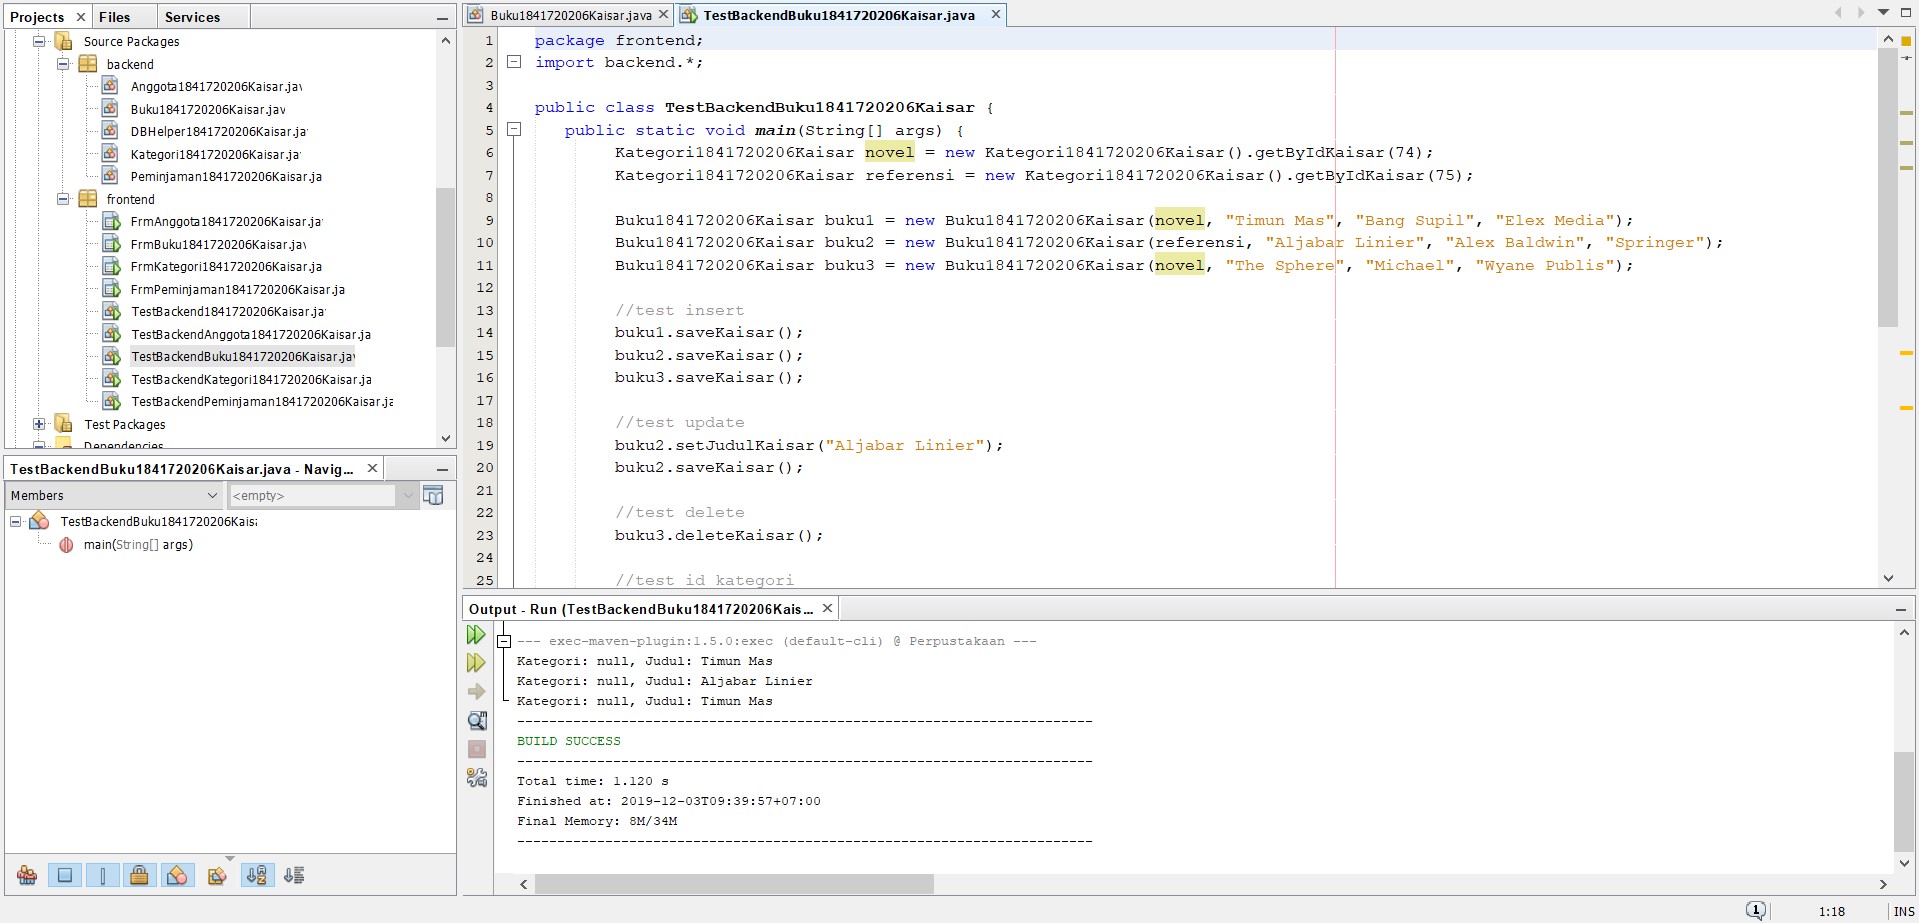 Projects Files Services
Source Packages
backend
Anggota1841720206Kaisar.jav
Buku1841720206Kaisar.java
DBHelper1841720206Kaisar.ja
Kategori1841720206Kaisar.ja
Peminjaman1841720206Kaisar.ja
frontend
FrmAnggota1841720206Kaisar.ja
FrmBuku1841720206Kaisar.jav
FrmKategori1841720206Kaisar.ja
FrmPeminjaman1841720206Kaisar.ja
TestBackend1841720206Kaisar.ja
TestBackendAnggota1841720206Kaisar.ja
TestBackendBuku1841720206Kaisar.jav
TestBackendKategori1841720206Kaisar.ja
TestBackendPeminjaman1841720206Kaisar.ja
Test Packages
Dependencies
TestBackendBuku1841720206Kaisar.java - Navig...
Members <empty>
TestBackendBuku1841720206Kais
main(String[] args)
Buku1841720206Kaisar.java TestBackendBuku1841720206Kaisar.java
1 package frontend;
2 import backend.*;
3
4 public class TestBackendBuku1841720206Kaisar {
5 public static void main(String[] args) {
6 Kategori1841720206Kaisar novel = new Kategori1841720206Kaisar().getByIdKaisar(74);
7 Kategori1841720206Kaisar referensi = new Kategori1841720206Kaisar().getByIdKaisar(75);
8
9 Buku1841720206Kaisar buku1 = new Buku1841720206Kaisar(novel, "Timun Mas", "Bang Supil", "Elex Media");
10 Buku1841720206Kaisar buku2 = new Buku1841720206Kaisar(referensi, "Aljabar Linier", "Alex Baldwin", "Springer");
11 Buku1841720206Kaisar buku3 = new Buku1841720206Kaisar(novel, "The Sphere", "Michael", "Wyane Publis");
12
13 //test insert
14 buku1.saveKaisar();
15 buku2.saveKaisar();
16 buku3.saveKaisar();
17
18 //test update
19 buku2.setJudulKaisar("Aljabar Linier");
20 buku2.saveKaisar();
21
22 //test delete
23 buku3.deleteKaisar();
24
25 //test id kategori
Output - Run (TestBackendBuku1841720206Kais...
--- exec-maven-plugin:1.5.0:exec (default-cli) @ Perpustakaan ---
Kategori: null, Judul: Timun Mas
Kategori: null, Judul: Aljabar Linier
Kategori: null, Judul: Timun Mas
------------------------------------------------------------------------
BUILD SUCCESS
------------------------------------------------------------------------
Total time: 1.120 s
Finished at: 2019-12-03T09:39:57+07:00
Final Memory: 8M/34M
------------------------------------------------------------------------
1 1:18 INS